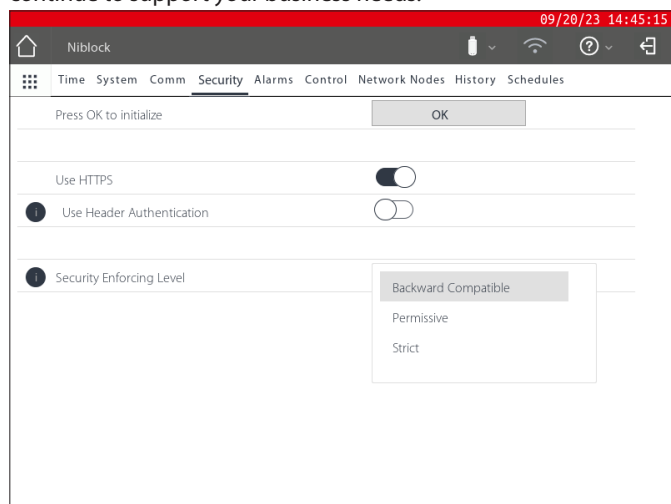 continue to support your business needs.
09/20/23 14:45:15
Niblock
Time System Comm Security Alarms Control Network Nodes History Schedules
Press OK to initialize OK
Use HTTPS
Use Header Authentication
Security Enforcing Level
Backward Compatible
Permissive
Strict